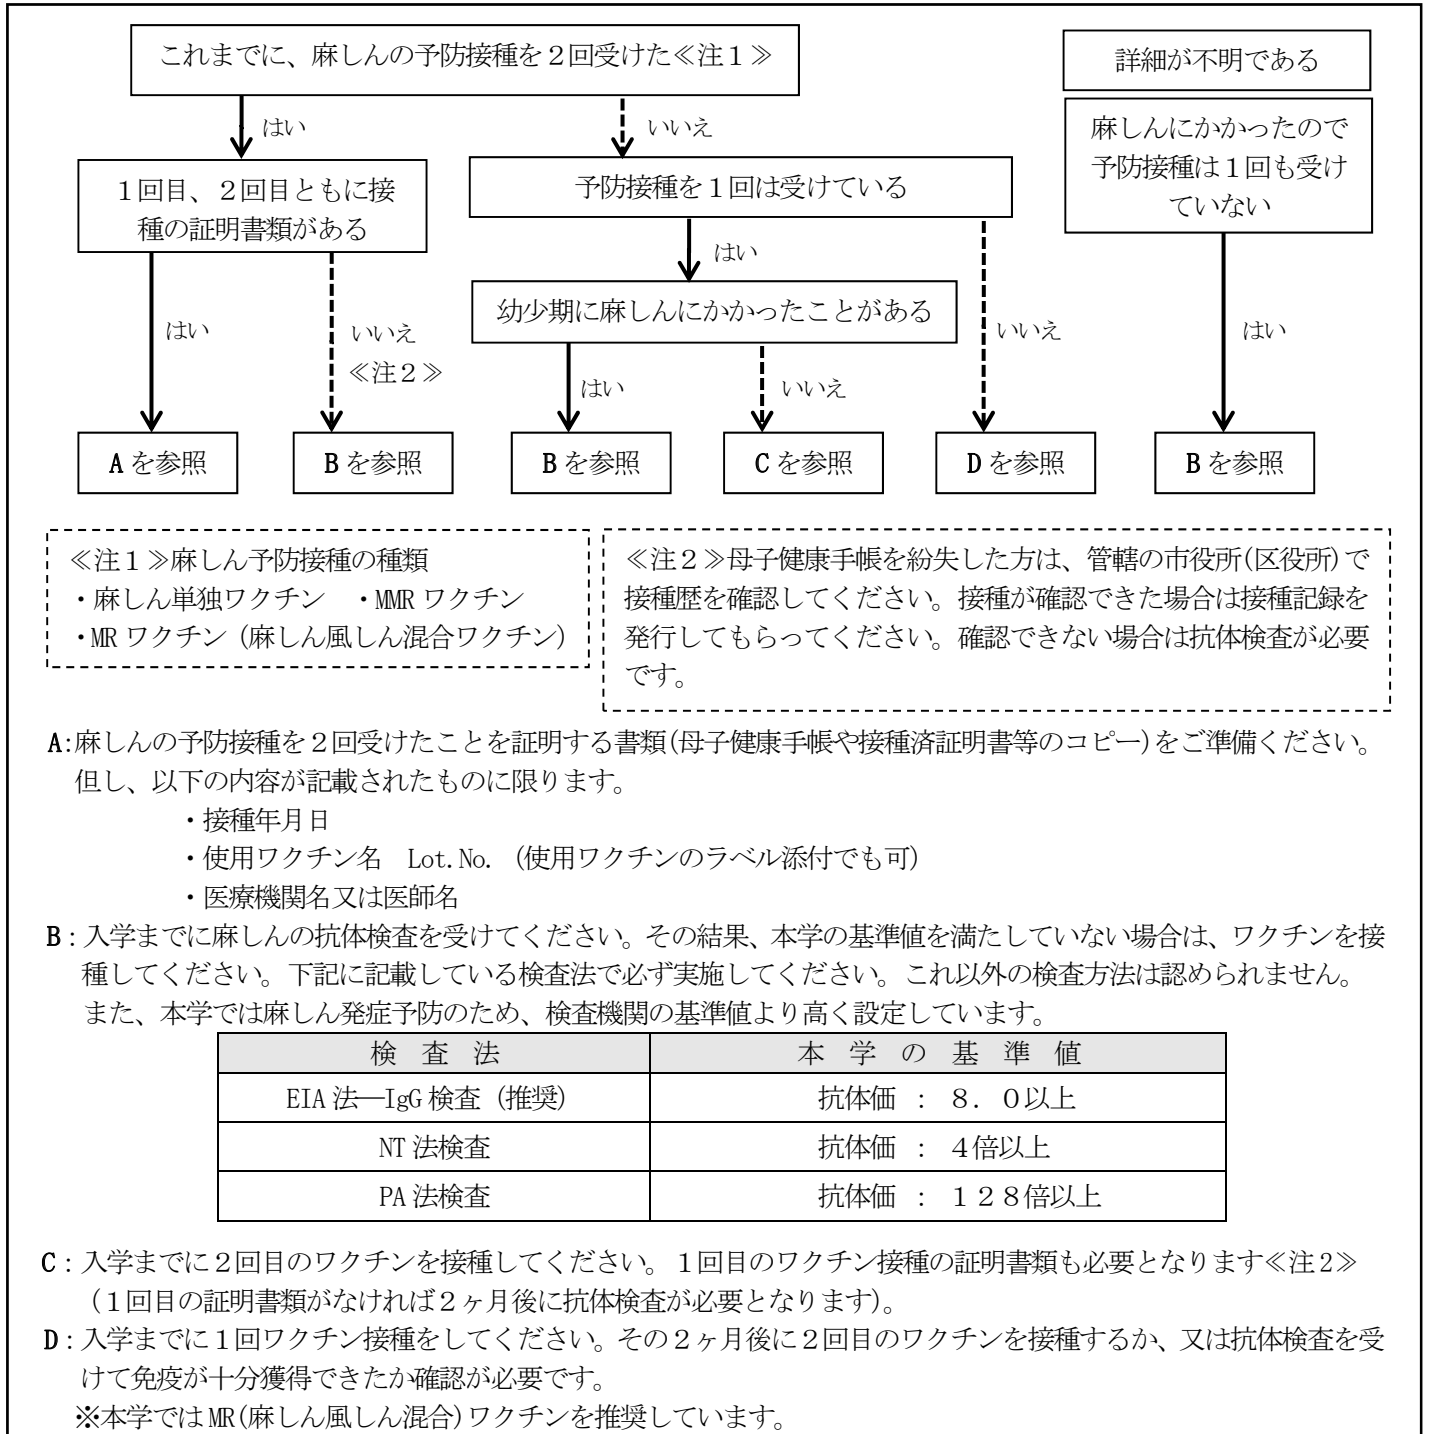 これまでに、麻しんの予防接種を２回受けた≪注１≫
詳細が不明である
はい
いいえ
麻しんにかかったので
予防接種は１回も受け
ていない
１回目、２回目ともに接
種の証明書類がある
予防接種を１回は受けている
はい
幼少期に麻しんにかかったことがある
はい
いいえ
≪注２≫
はい
いいえ
いいえ
はい
Aを参照
Bを参照
Bを参照
Cを参照
Dを参照
Bを参照
≪注１≫麻しん予防接種の種類
・麻しん単独ワクチン　・MMRワクチン
・MRワクチン（麻しん風しん混合ワクチン）
≪注２≫母子健康手帳を紛失した方は、管轄の市役所(区役所)で
接種歴を確認してください。接種が確認できた場合は接種記録を
発行してもらってください。確認できない場合は抗体検査が必要
です。
A:麻しんの予防接種を２回受けたことを証明する書類(母子健康手帳や接種済証明書等のコピー)をご準備ください。
但し、以下の内容が記載されたものに限ります。
・接種年月日
・使用ワクチン名　Lot.No.（使用ワクチンのラベル添付でも可）
・医療機関名又は医師名
B：入学までに麻しんの抗体検査を受けてください。その結果、本学の基準値を満たしていない場合は、ワクチンを接
種してください。下記に記載している検査法で必ず実施してください。これ以外の検査方法は認められません。
また、本学では麻しん発症予防のため、検査機関の基準値より高く設定しています。
検　査　法　本　学　の　基　準　値
EIA法―IgG検査（推奨）　抗体価　：　８．０以上
NT法検査　抗体価　：　４倍以上
PA法検査　抗体価　：　１２８倍以上
C：入学までに２回目のワクチンを接種してください。１回目のワクチン接種の証明書類も必要となります≪注2≫
（１回目の証明書類がなければ２ヶ月後に抗体検査が必要となります）。
D：入学までに１回ワクチン接種をしてください。その２ヶ月後に２回目のワクチンを接種するか、又は抗体検査を受
けて免疫が十分獲得できたか確認が必要です。
※本学ではMR(麻しん風しん混合)ワクチンを推奨しています。